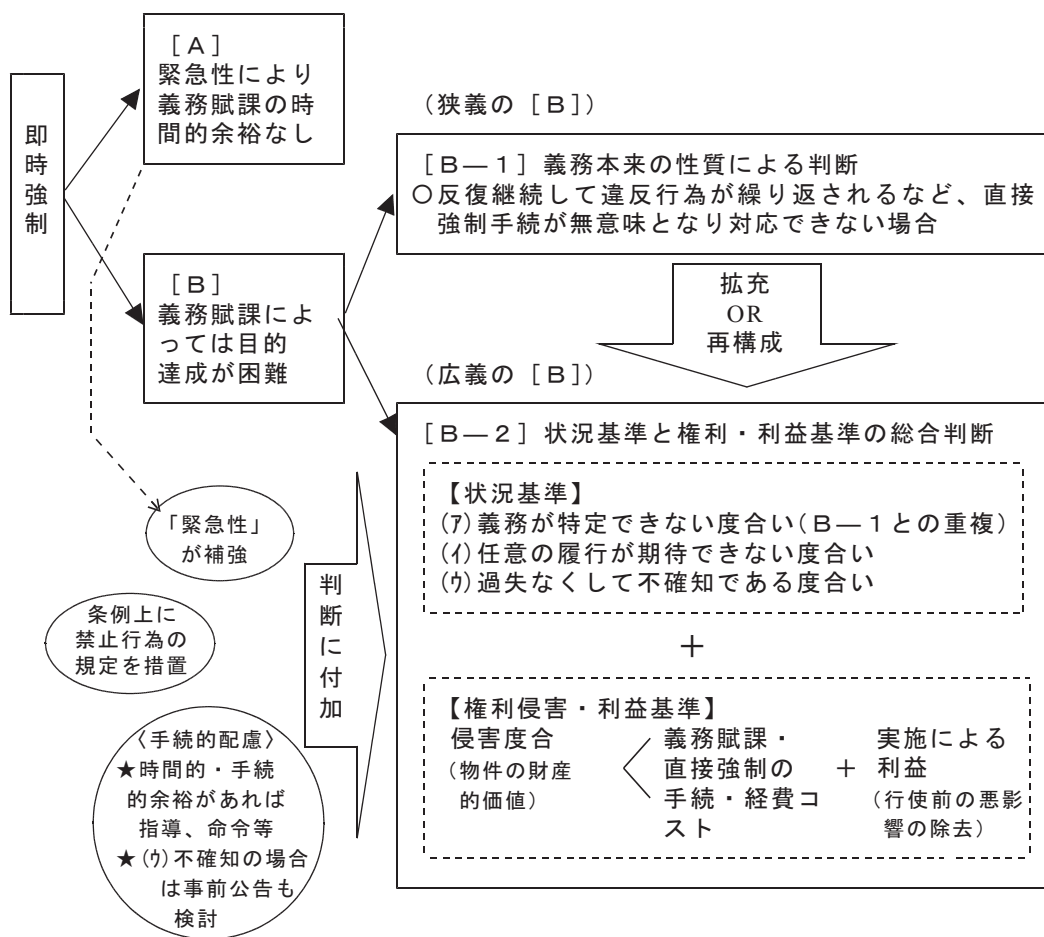 即時強制
［Ａ］
緊急性により
義務賦課の時
間的余裕なし
［Ｂ］
義務賦課によ
っては目的
達成が困難
（狭義の［Ｂ］）
［Ｂ―１］義務本来の性質による判断
○反復継続して違反行為が繰り返されるなど、直接
強制手続が無意味となり対応できない場合
拡充
OR
再構成
（広義の［Ｂ］）
［Ｂ―２］状況基準と権利・利益基準の総合判断
【状況基準】
(ｱ)義務が特定できない度合い（Ｂ―１との重複）
(ｲ)任意の履行が期待できない度合い
(ｳ)過失なくして不確知である度合い
＋
【権利侵害・利益基準】
侵害度合
（物件の財産
的価値）
＜
義務賦課・
直接強制の
手続・経費コ
スト
＋
実施による
利益
（行使前の悪影
響の除去）
「緊急性」
が補強
条例上に
禁止行為の
規定を措置
〈手続的配慮〉
★時間的・手続
的余裕があれば
指導、命令等
★(ｳ)不確知の場合
は事前公告も
検討
判断に付加